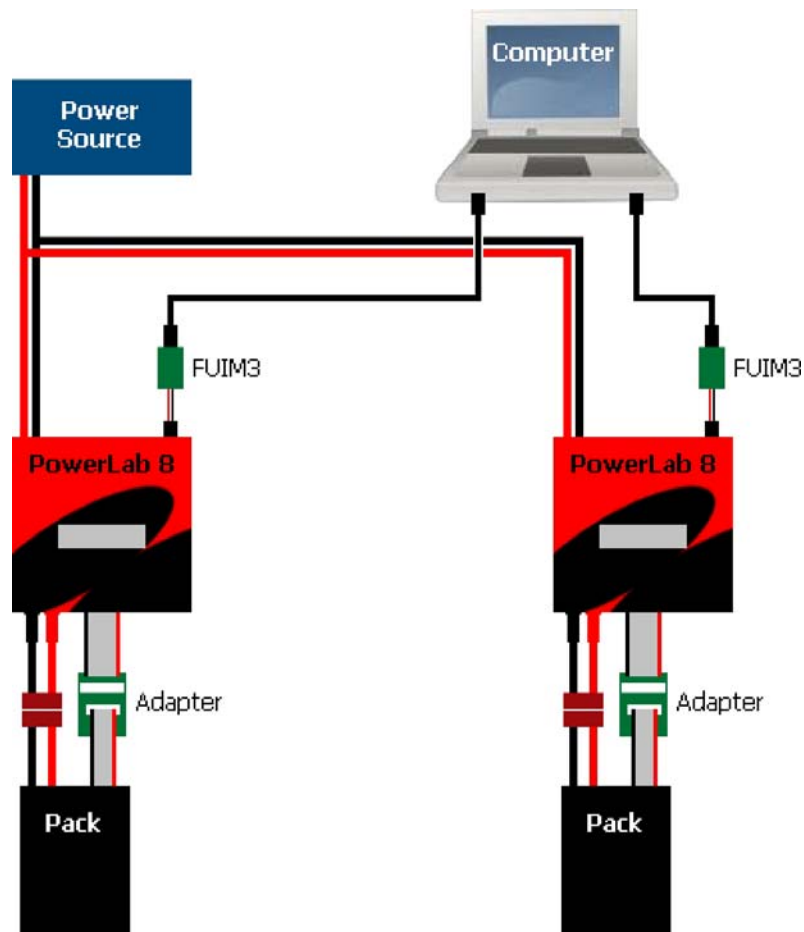 Computer
Power
Source
FUIM3
FUIM3
PowerLab 8
PowerLab 8
Adapter
Adapter
Pack
Pack